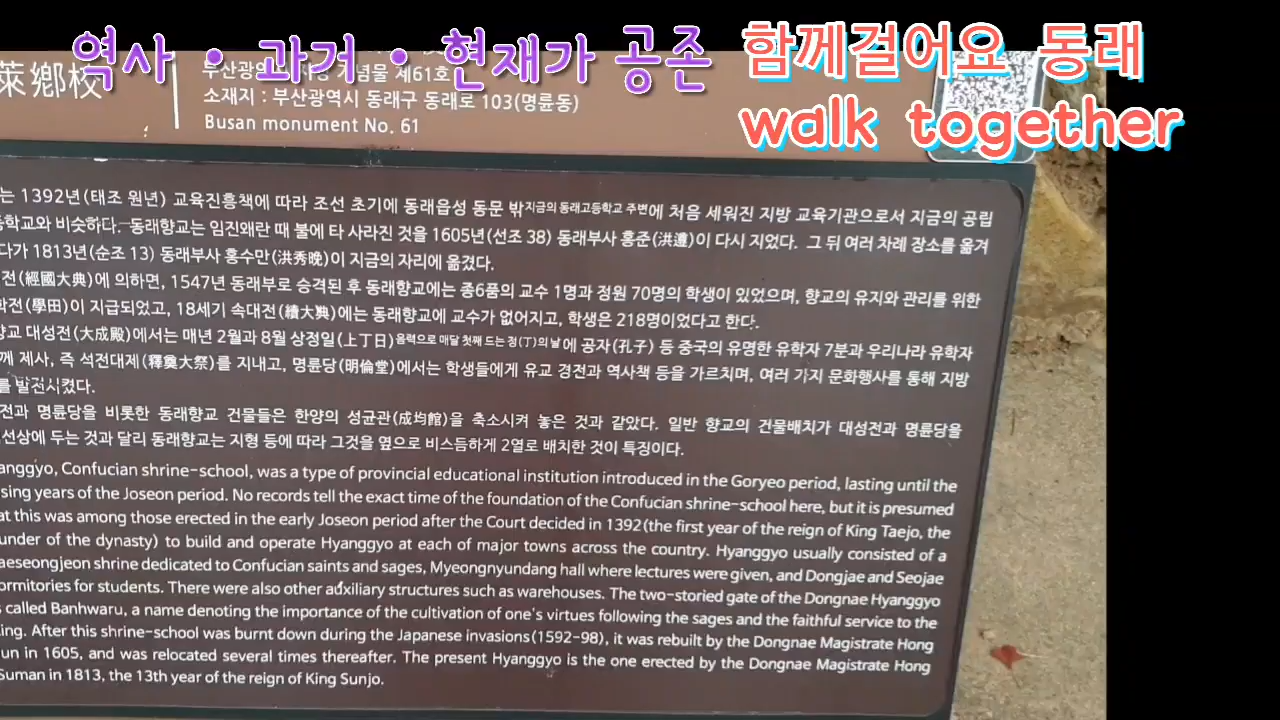 역사 · 과거 · 현재가 공존
함께걸어요 동래
walk together
萊鄕校
제61호
소재지 : 부산광역시 동래구 동래로 103(명륜동)
Busan monument No. 61
는 1392년(태조 원년) 교육진흥책에 따라 조선 초기에 동래읍성 동문 밖지금의 동래고등학교 주변에 처음 세워진 지방 교육기관으로서 지금의 공립
등학교와 비슷하다. 동래향교는 임진왜란 때 불에 타 사라진 것을 1605년(선조 38) 동래부사 홍준(洪遵)이 다시 지었다. 그 뒤 여러 차례 장소를 옮겨
다가 1813년(순조 13) 동래부사 홍수만(洪秀晚)이 지금의 자리에 옮겼다.
전(經國大典)에 의하면, 1547년 동래부로 승격된 후 동래향교에는 종6품의 교수 1명과 정원 70명의 학생이 있었으며, 향교의 유지와 관리를 위한
학전(學田)이 지급되었고, 18세기 속대전(續大典)에는 동래향교에 교수가 없어지고, 학생은 218명이었다고 한다.
향교 대성전(大成殿)에서는 매년 2월과 8월 상정일(上丁日)음력으로 매달 첫째 드는 정(丁)의 날에 공자(孔子) 등 중국의 유명한 유학자 7분과 우리나라 유학자
께 제사, 즉 석전대제(釋奠大祭)를 지내고, 명륜당(明倫堂)에서는 학생들에게 유교 경전과 역사책 등을 가르치며, 여러 가지 문화행사를 통해 지방
를 발전시켰다.
전과 명륜당을 비롯한 동래향교 건물들은 한양의 성균관(成均館)을 축소시켜 놓은 것과 같았다. 일반 향교의 건물배치가 대성전과 명륜당을
선상에 두는 것과 달리 동래향교는 지형 등에 따라 그것을 옆으로 비스듬하게 2열로 배치한 것이 특징이다.
anggyo, Confucian shrine-school, was a type of provincial educational institution introduced in the Goryeo period, lasting until the
sing years of the Joseon period. No records tell the exact time of the foundation of the Confucian shrine-school here, but it is presumed
at this was among those erected in the early Joseon period after the Court decided in 1392(the first year of the reign of King Taejo, the
under of the dynasty) to build and operate Hyanggyo at each of major towns across the country. Hyanggyo usually consisted of a
aeseongjeon shrine dedicated to Confucian saints and sages, Myeongnyundang hall where lectures were given, and Dongjae and Seojae
ormitories for students. There were also other auxiliary structures such as warehouses. The two-storied gate of the Dongnae Hyanggyo
s called Banhwaru, a name denoting the importance of the cultivation of one's virtues following the sages and the faithful service to the
ing. After this shrine-school was burnt down during the Japanese invasions(1592-98), it was rebuilt by the Dongnae Magistrate Hong
un in 1605, and was relocated several times thereafter. The present Hyanggyo is the one erected by the Dongnae Magistrate Hong
Suman in 1813, the 13th year of the reign of King Sunjo.